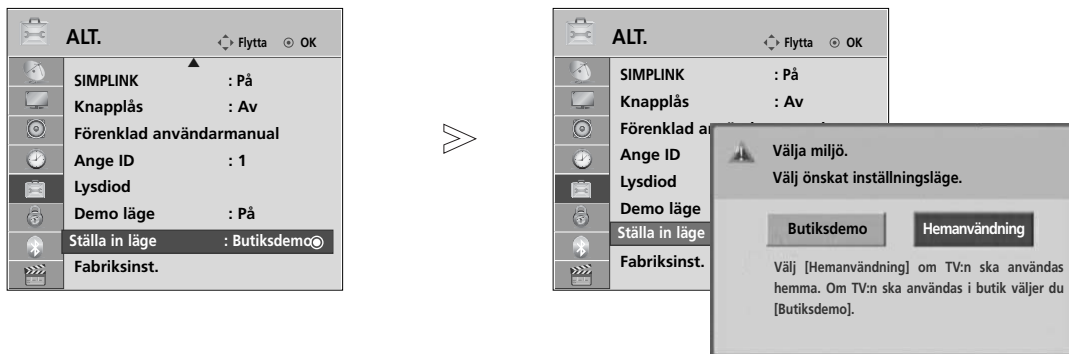 ALT.
Flytta OK
SIMPLINK : På
Knapplås : Av
Förenklad användarmanual
Ange ID : 1
Lysdiod
Demo läge : På
Ställa in läge : Butiksdemo
Fabriksinst.
ALT.
Flytta OK
SIMPLINK : På
Knapplås : Av
Förenklad
Ange ID
Lysdiod
Demo läge
Ställa in läge
Fabriksinst.
Välja miljö.
Välj önskat inställningsläge.
Butiksdemo Hemanvändning
Välj [Hemanvändning] om TV:n ska användas
hemma. Om TV:n ska användas i butik väljer du
[Butiksdemo].